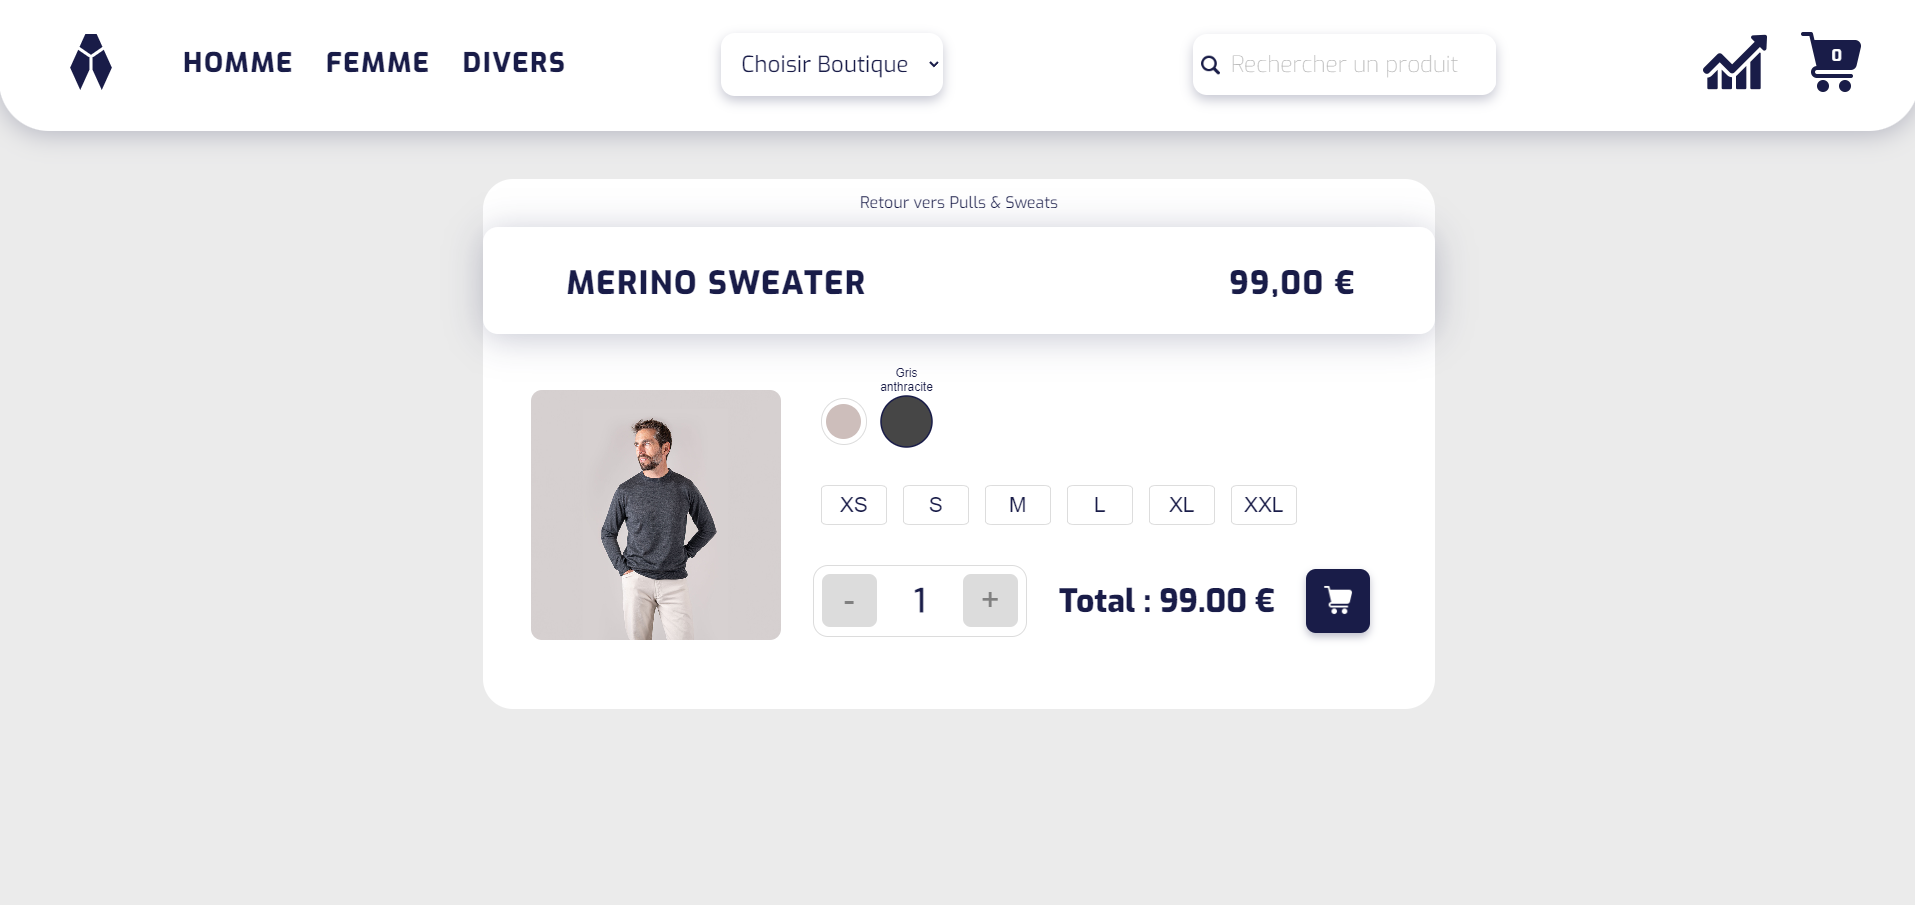 HOMME FEMME DIVERS
Choisir Boutique
Rechercher un produit
0
Retour vers Pulls & Sweats
MERINO SWEATER
99,00 €
Gris
anthracite
XS S M L XL XXL
- 1 +
Total : 99.00 €